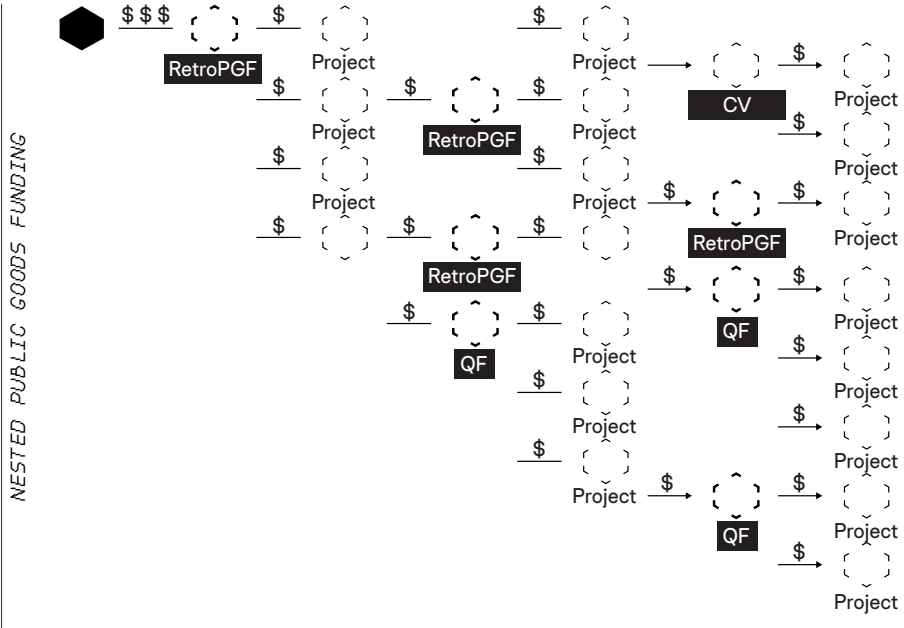 NESTED PUBLIC GOODS FUNDING
$$$ $ $
RetroPGF Project Project $
CV Project
$ $ $
Project RetroPGF $ Project
$ $
Project Project $ $
RetroPGF Project
$ $ $
RetroPGF $ $
$ $ QF Project
QF Project $
$ Project
Project $
$ Project
Project $ $
QF Project
$
Project